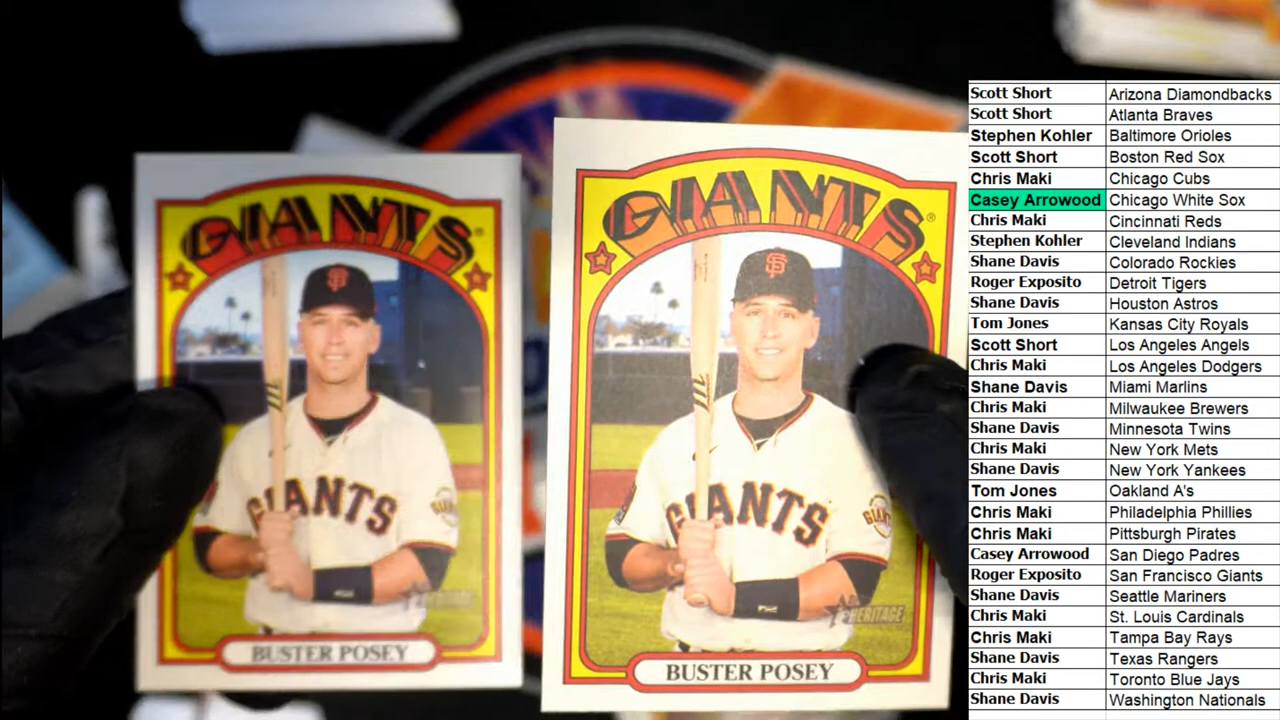 GIANTS
GIANTS
HERITAGE
BUSTER POSEY
GIANTS
SF
GIANTS
HERITAGE
BUSTER POSEY
Scott Short Arizona Diamondbacks
Scott Short Atlanta Braves
Stephen Kohler Baltimore Orioles
Scott Short Boston Red Sox
Chris Maki Chicago Cubs
Casey Arrowood Chicago White Sox
Chris Maki Cincinnati Reds
Stephen Kohler Cleveland Indians
Shane Davis Colorado Rockies
Roger Exposito Detroit Tigers
Shane Davis Houston Astros
Tom Jones Kansas City Royals
Scott Short Los Angeles Angels
Chris Maki Los Angeles Dodgers
Shane Davis Miami Marlins
Chris Maki Milwaukee Brewers
Shane Davis Minnesota Twins
Chris Maki New York Mets
Shane Davis New York Yankees
Tom Jones Oakland A's
Chris Maki Philadelphia Phillies
Chris Maki Pittsburgh Pirates
Casey Arrowood San Diego Padres
Roger Exposito San Francisco Giants
Shane Davis Seattle Mariners
Chris Maki St. Louis Cardinals
Chris Maki Tampa Bay Rays
Shane Davis Texas Rangers
Chris Maki Toronto Blue Jays
Shane Davis Washington Nationals